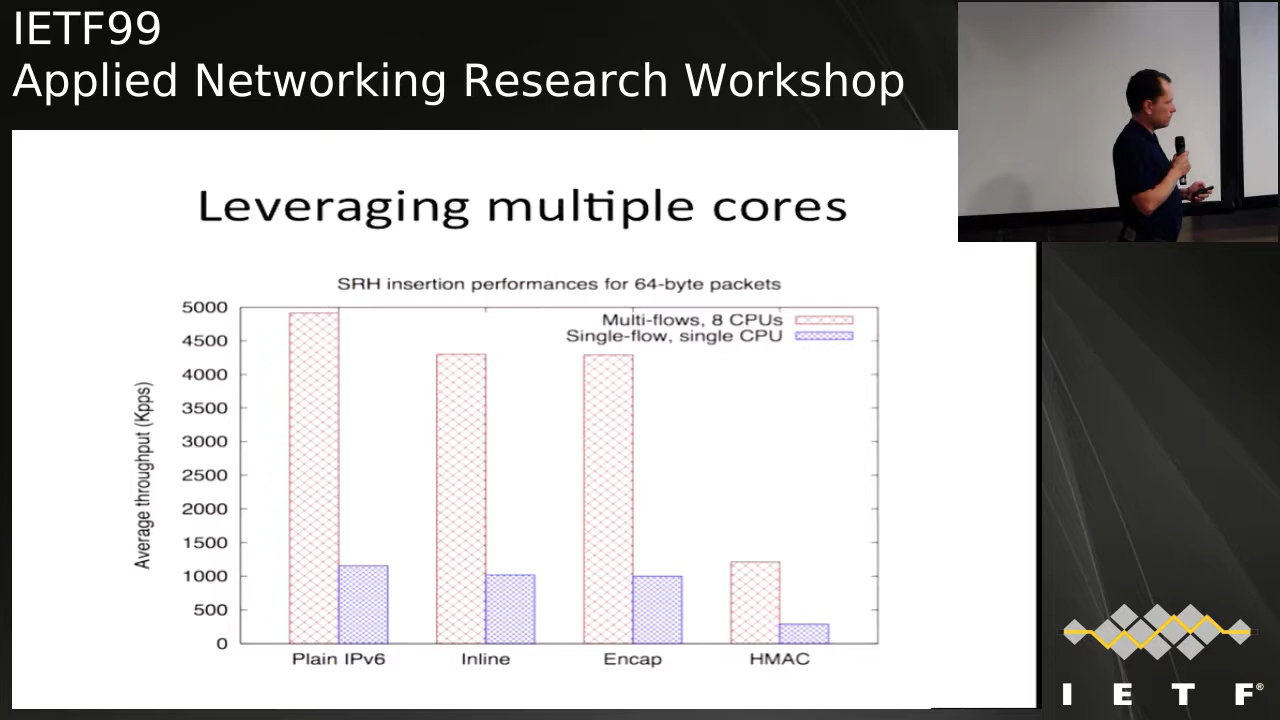 IETF99
Applied Networking Research Workshop
Leveraging multiple cores
SRH insertion performances for 64-byte packets
Multi-flows, 8 CPUs
Single-flow, single CPU
Average throughput (Kpps)
5000
4500
4000
3500
3000
2500
2000
1500
1000
500
0
Plain IPv6 Inline Encap HMAC
I E T F®